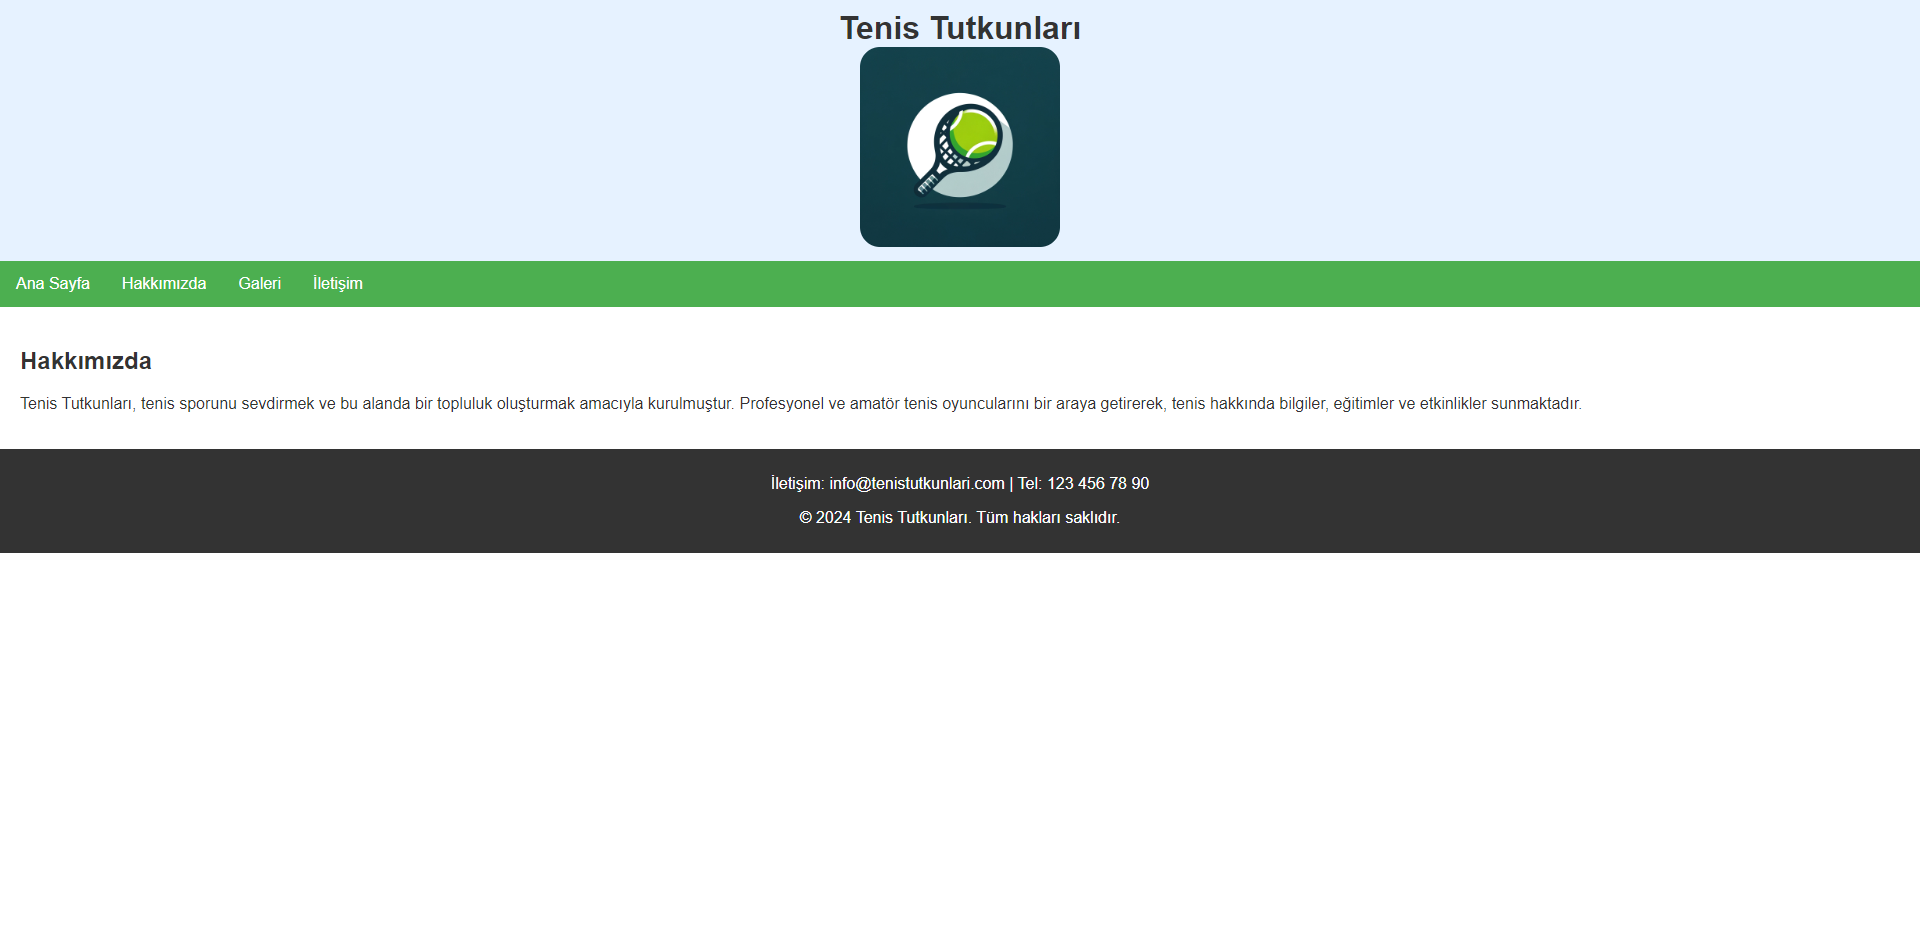 Tenis Tutkunları
Ana Sayfa Hakkımızda Galeri İletişim
Hakkımızda
Tenis Tutkunları, tenis sporunu sevdirmek ve bu alanda bir topluluk oluşturmak amacıyla kurulmuştur. Profesyonel ve amatör tenis oyuncularını bir araya getirerek, tenis hakkında bilgiler, eğitimler ve etkinlikler sunmaktadır.
İletişim: info@tenistutkunlari.com | Tel: 123 456 78 90
© 2024 Tenis Tutkunları. Tüm hakları saklıdır.